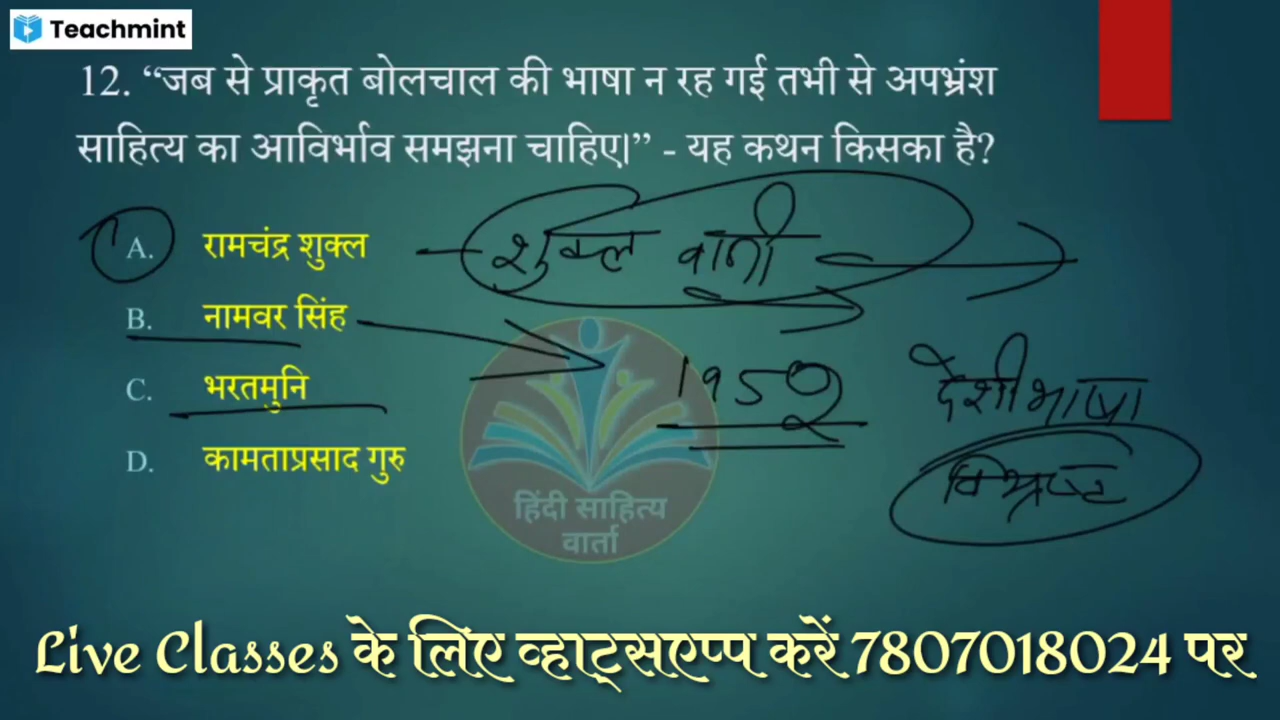 Teachmint
12. “जब से प्राकृत बोलचाल की भाषा न रह गई तभी से अपभ्रंश
साहित्य का आविर्भाव समझना चाहिए।” - यह कथन किसका है?
A. रामचंद्र शुक्ल
शुक्ल वाणी
B. नामवर सिंह
1952
C. भरतमुनि
देशीभाषा
D. कामताप्रसाद गुरु
विभ्रष्ट
हिंदी साहित्य
वार्ता
Live Classes के लिए व्हाट्सएप्प करें 7807018024 पर